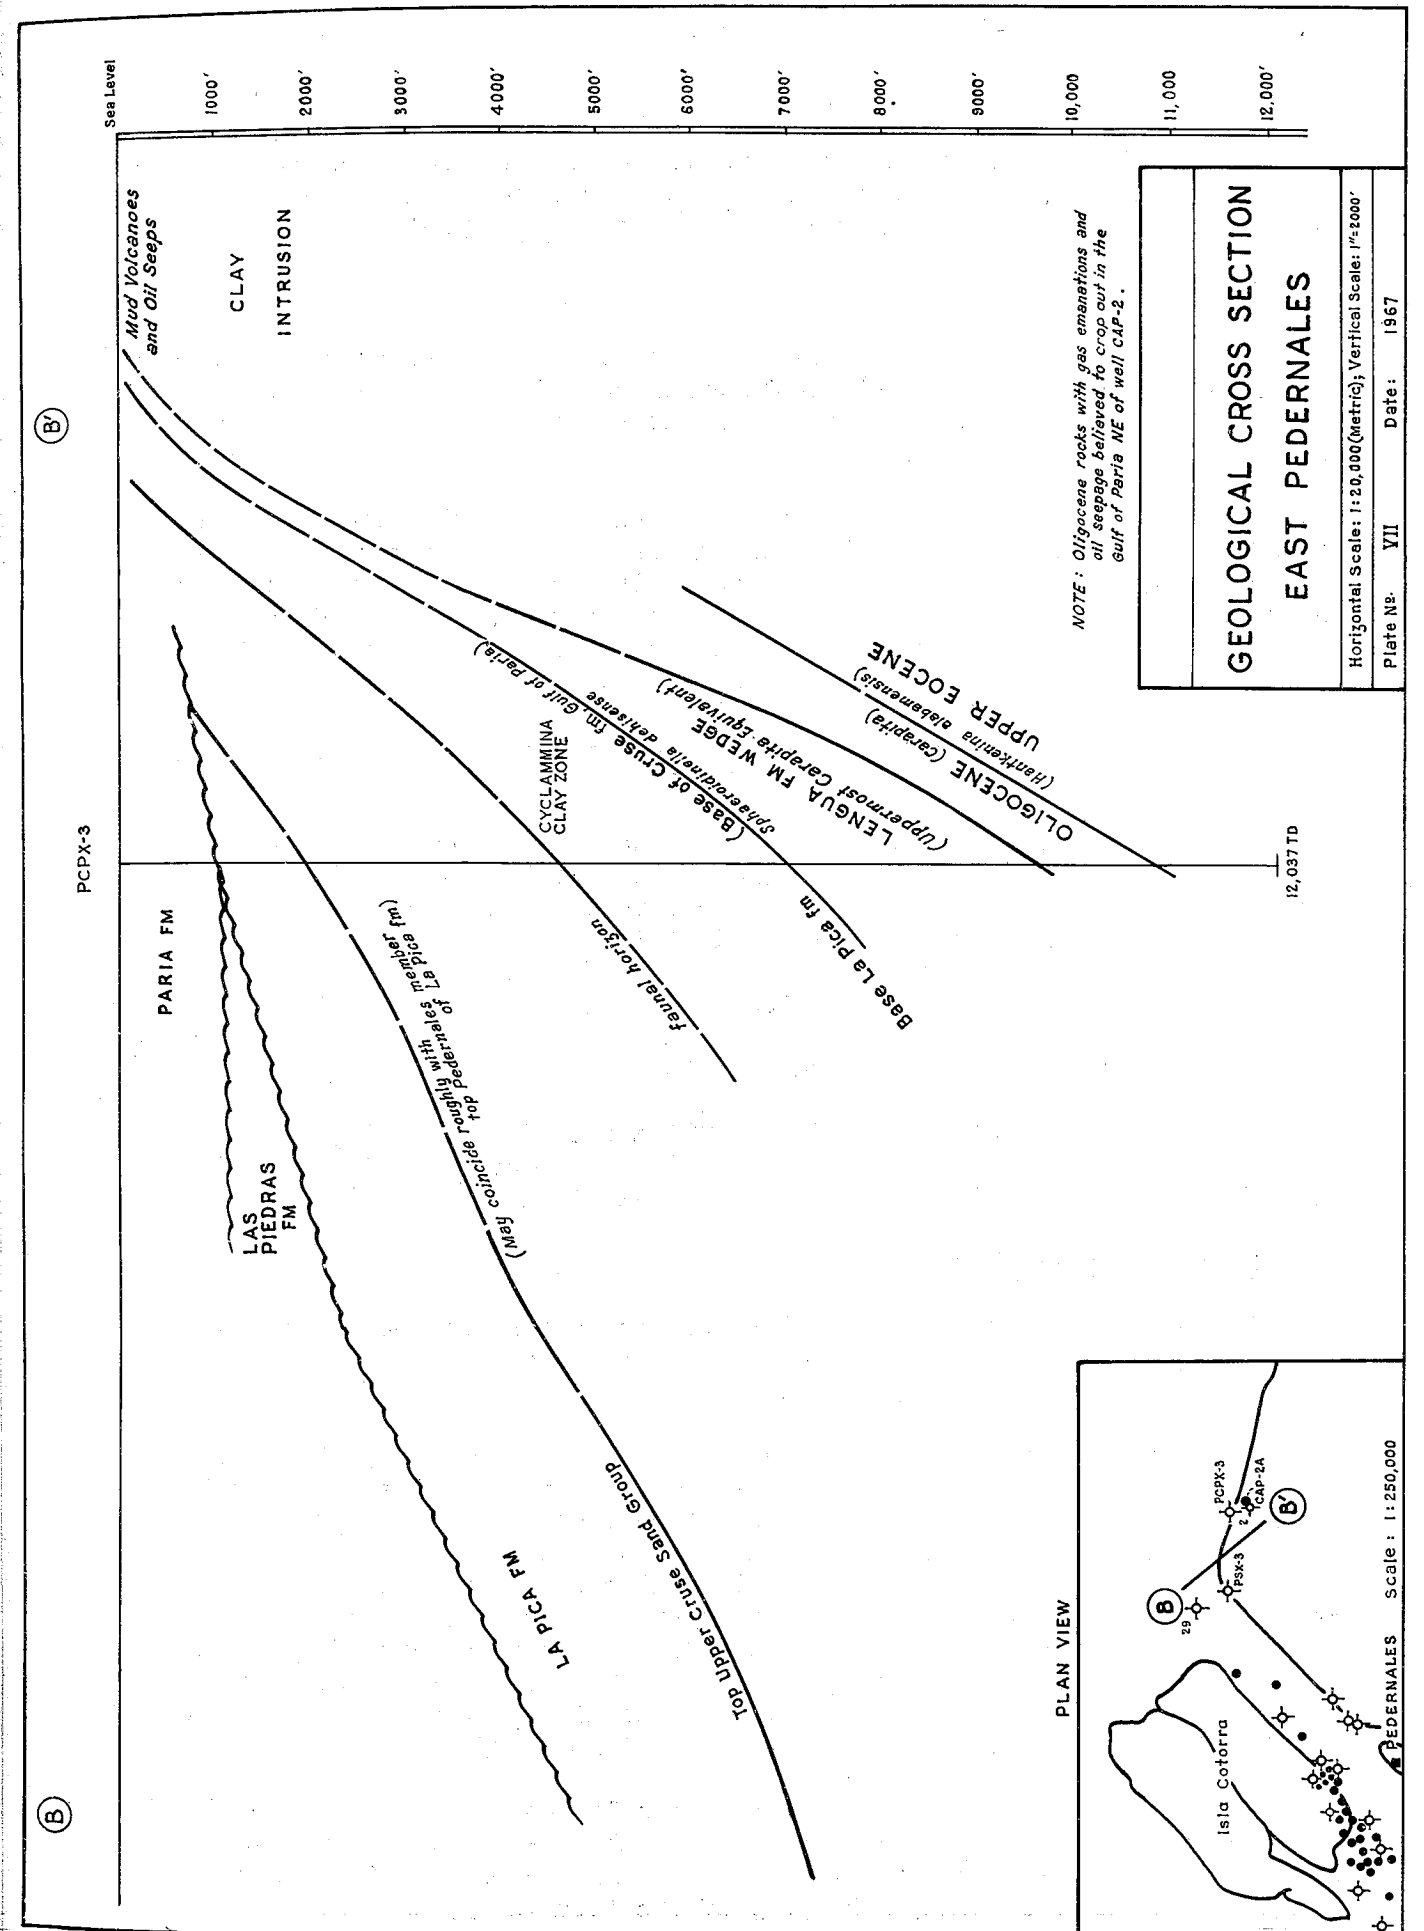 B
B'
PCPX-3
Sea Level
1000'
2000'
3000'
4000'
5000'
6000'
7000'
8000'
9000'
10,000
11,000
12,000'
Mud Volcanoes
and Oil Seeps
CLAY
INTRUSION
PARIA FM
LAS
PIEDRAS
FM
LA PICA FM
Top Upper Cruse Sand Group
(May coincide roughly with
top Pedernales member
of La Pica fm)
faunal horizon
CYCLAMMINA
CLAY ZONE
Base La Pica fm
(Base of Cruse fm, Gulf of Paria)
Sphaeroidinella dehisense
LENGUA FM WEDGE
(Uppermost Carapita Equivalent)
OLIGOCENE (Carapita)
(Hantkenina alabamensis)
UPPER EOCENE
12,037 TD
NOTE: Oligocene rocks with gas emanations and
oil seepage believed to crop out in the
Gulf of Paria NE of well CAP-2.
PLAN VIEW
B
29
PSX-3
PCPX-3
2
CAP-2A
B'
Isla Cotorra
PEDERNALES
Scale: 1:250,000
GEOLOGICAL CROSS SECTION
EAST PEDERNALES
Horizontal Scale: 1:20,000(Metric); Vertical Scale: 1"=2000'
Plate Nº. VII Date: 1967